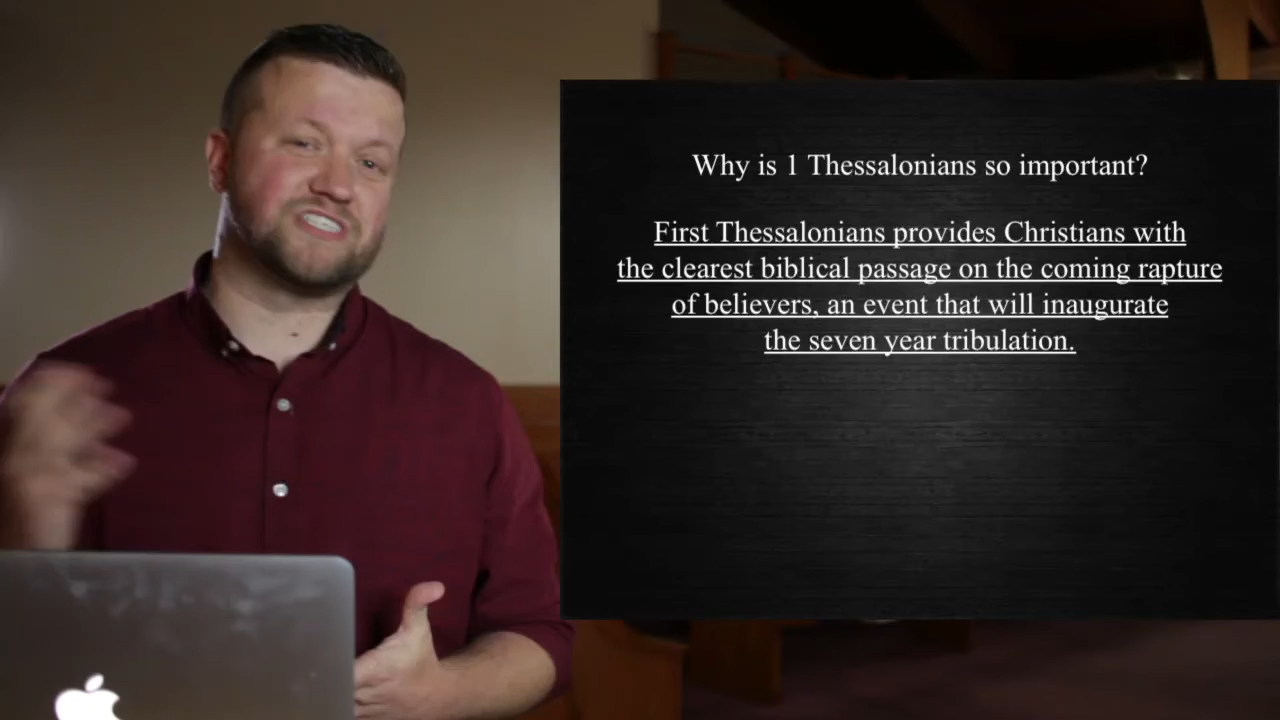 Why is 1 Thessalonians so important?
First Thessalonians provides Christians with
the clearest biblical passage on the coming rapture
of believers, an event that will inaugurate
the seven year tribulation.